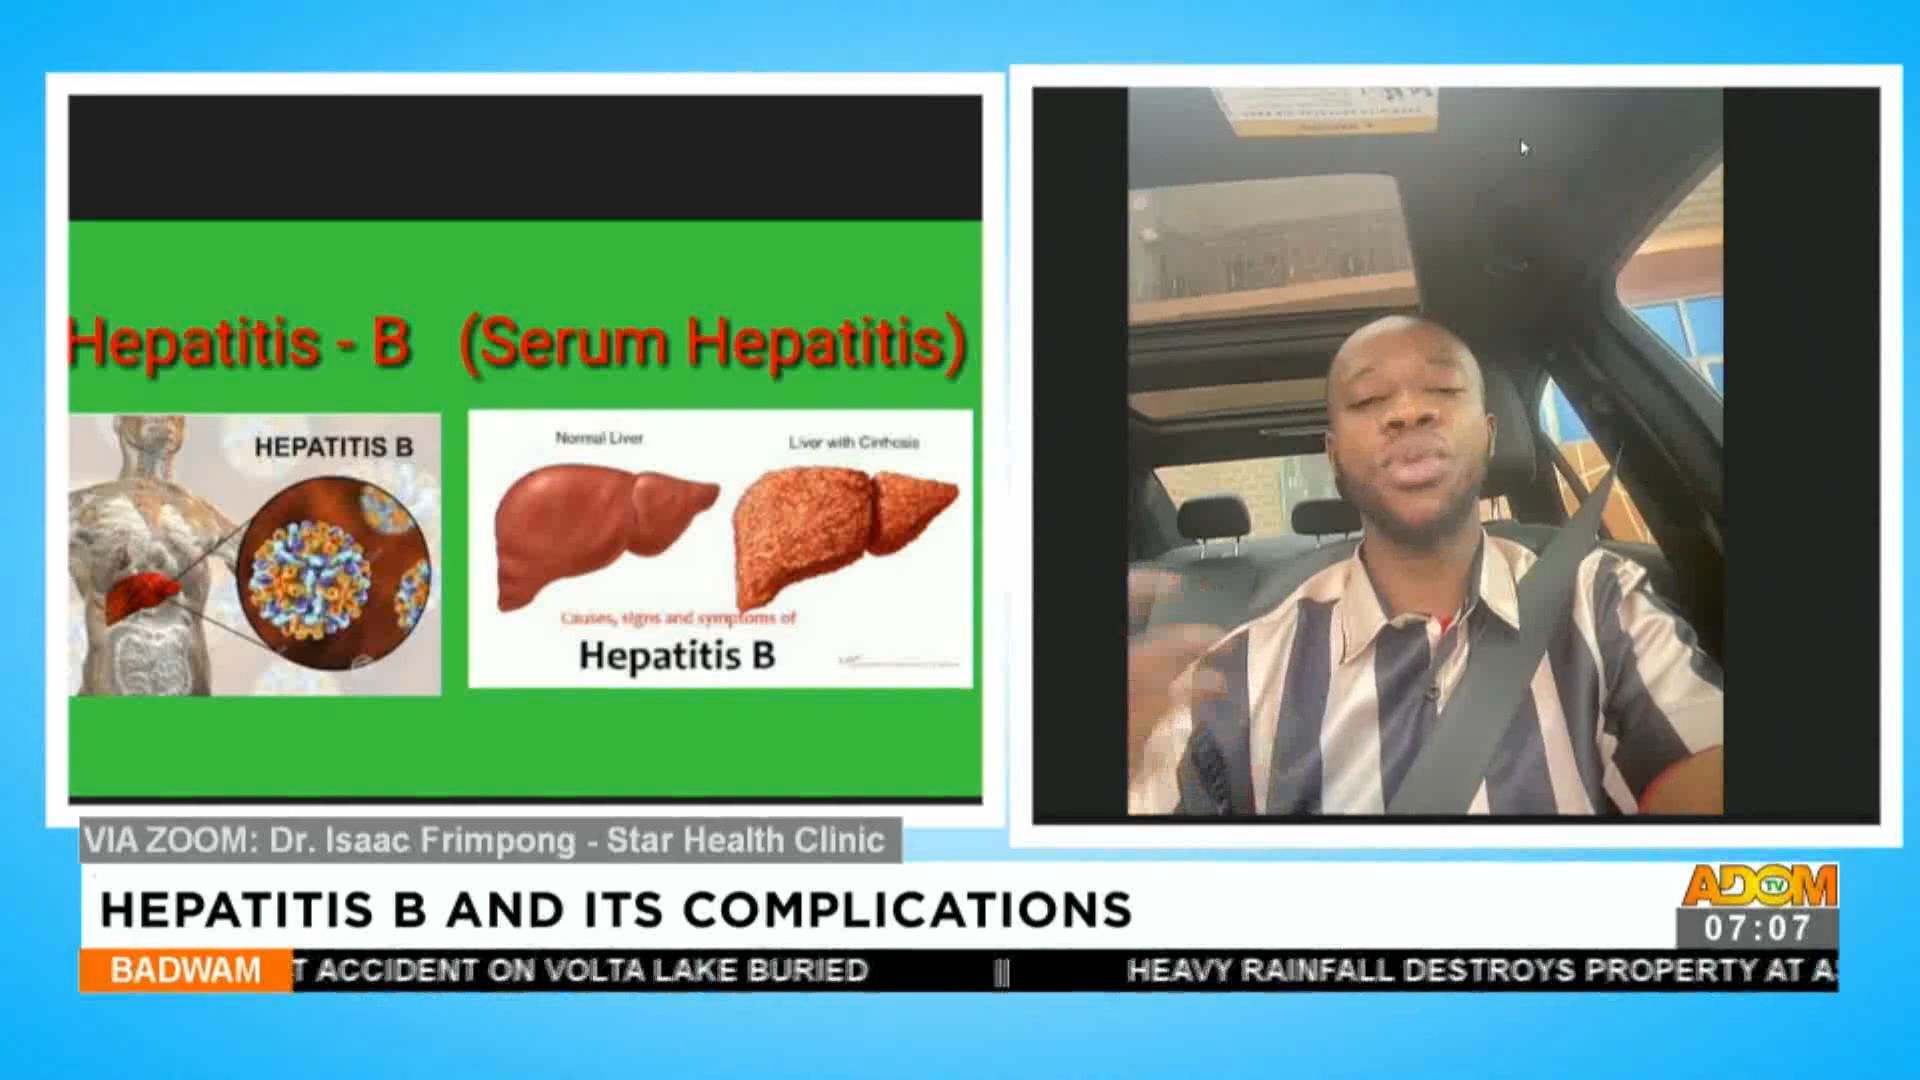 Hepatitis - B (Serum Hepatitis)
HEPATITIS B
Normal Liver
Liver with Cirrhosis
Causes, signs and symptoms of
Hepatitis B
VIA ZOOM: Dr. Isaac Frimpong - Star Health Clinic
HEPATITIS B AND ITS COMPLICATIONS
ADOM TV
07:07
BADWAM
T ACCIDENT ON VOLTA LAKE BURIED ||| HEAVY RAINFALL DESTROYS PROPERTY AT A